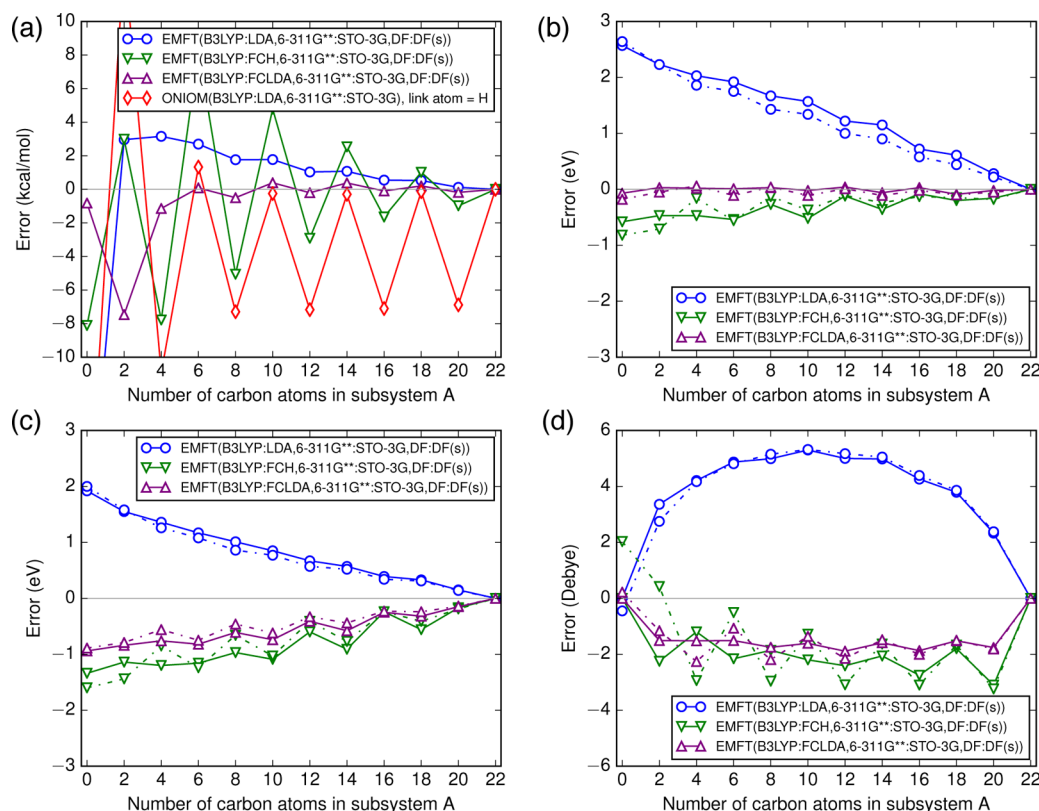 (a)
10
8
6
4
2
0
−2
−4
−6
−8
−10
Error (kcal/mol)
EMFT(B3LYP:LDA,6-311G**:STO-3G,DF:DF(s))
EMFT(B3LYP:FCH,6-311G**:STO-3G,DF:DF(s))
EMFT(B3LYP:FCLDA,6-311G**:STO-3G,DF:DF(s))
ONIOM(B3LYP:LDA,6-311G**:STO-3G), link atom = H
0 2 4 6 8 10 12 14 16 18 20 22
Number of carbon atoms in subsystem A
(b)
3
2
1
0
−1
−2
−3
Error (eV)
EMFT(B3LYP:LDA,6-311G**:STO-3G,DF:DF(s))
EMFT(B3LYP:FCH,6-311G**:STO-3G,DF:DF(s))
EMFT(B3LYP:FCLDA,6-311G**:STO-3G,DF:DF(s))
0 2 4 6 8 10 12 14 16 18 20 22
Number of carbon atoms in subsystem A
(c)
3
2
1
0
−1
−2
−3
Error (eV)
EMFT(B3LYP:LDA,6-311G**:STO-3G,DF:DF(s))
EMFT(B3LYP:FCH,6-311G**:STO-3G,DF:DF(s))
EMFT(B3LYP:FCLDA,6-311G**:STO-3G,DF:DF(s))
0 2 4 6 8 10 12 14 16 18 20 22
Number of carbon atoms in subsystem A
(d)
6
4
2
0
−2
−4
−6
Error (Debye)
EMFT(B3LYP:LDA,6-311G**:STO-3G,DF:DF(s))
EMFT(B3LYP:FCH,6-311G**:STO-3G,DF:DF(s))
EMFT(B3LYP:FCLDA,6-311G**:STO-3G,DF:DF(s))
0 2 4 6 8 10 12 14 16 18 20 22
Number of carbon atoms in subsystem A